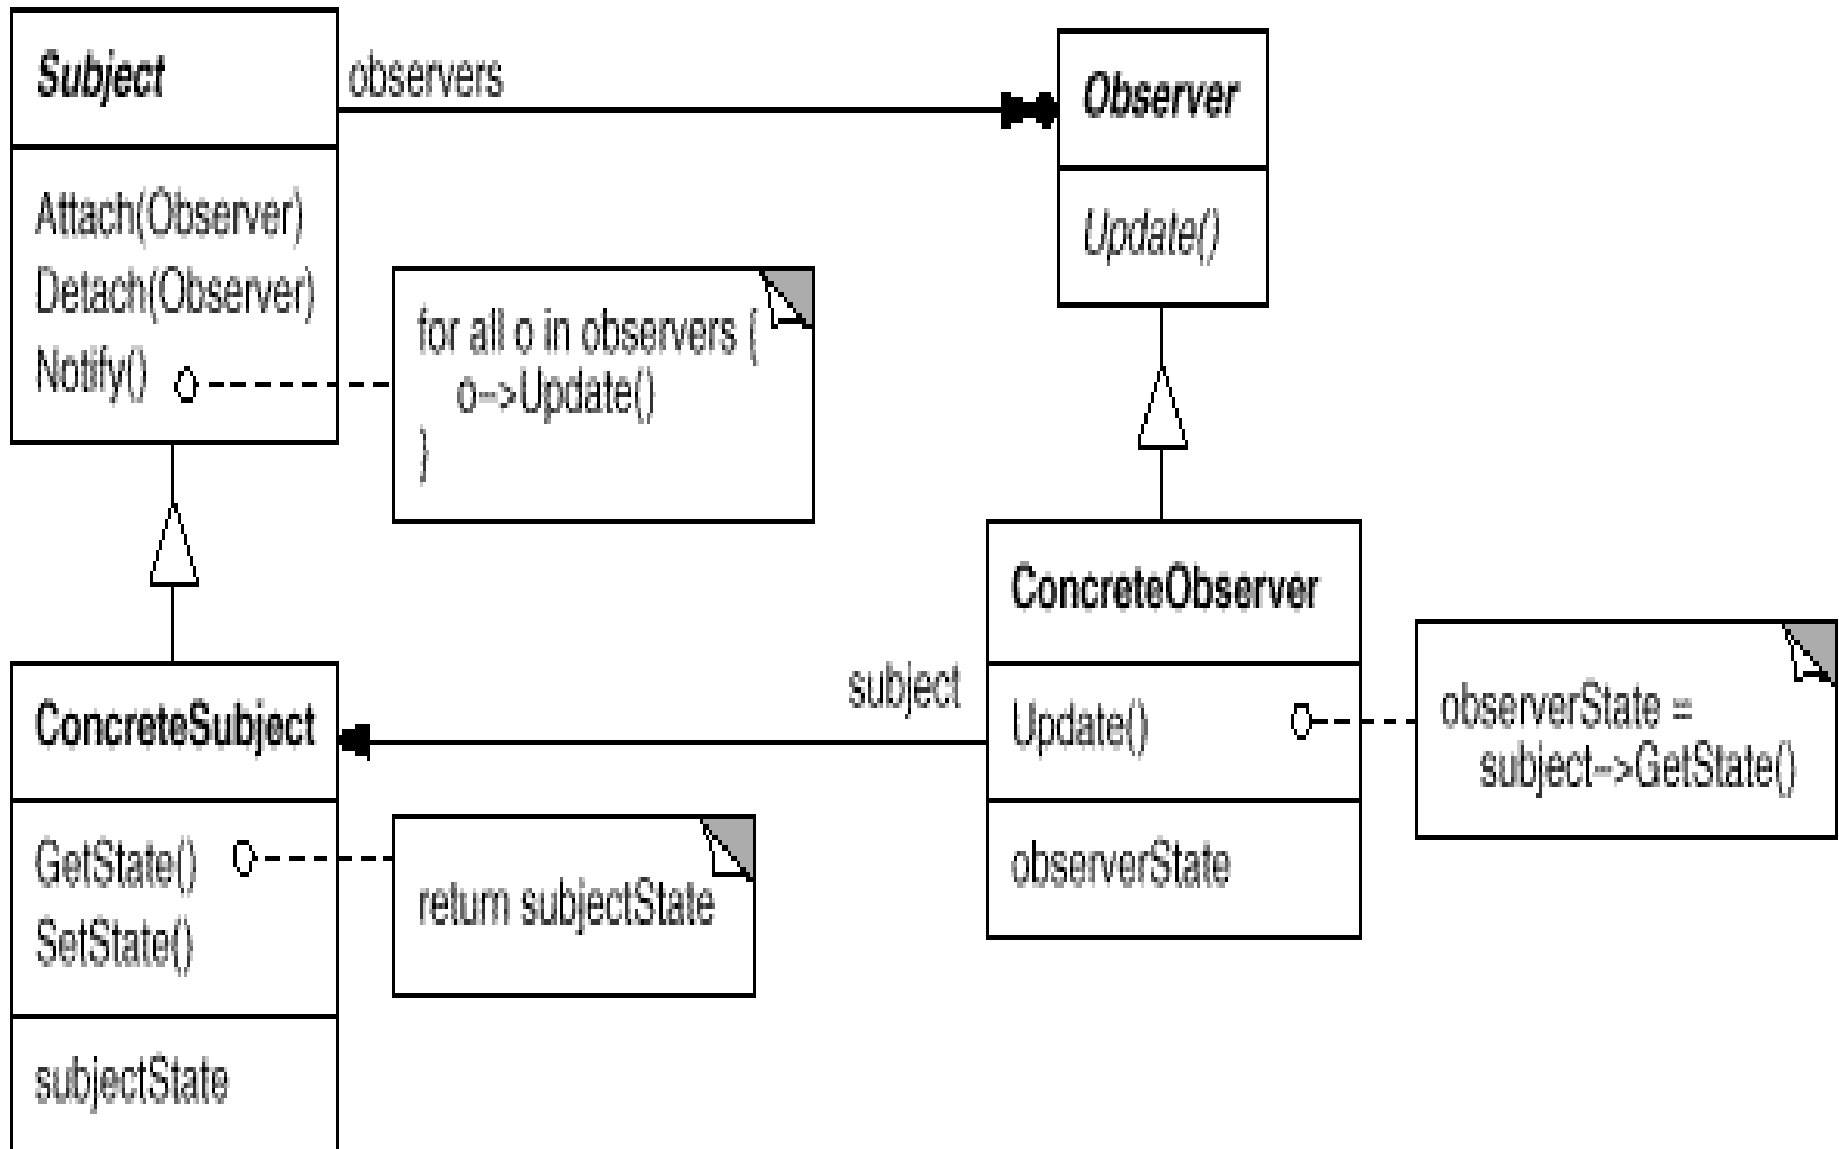 Subject
observers
Observer
Attach(Observer)
Detach(Observer)
Notify()
Update()
for all o in observers {
o-->Update()
}
ConcreteObserver
subject
Update()
observerState =
subject-->GetState()
observerState
ConcreteSubject
GetState()
SetState()
return subjectState
subjectState